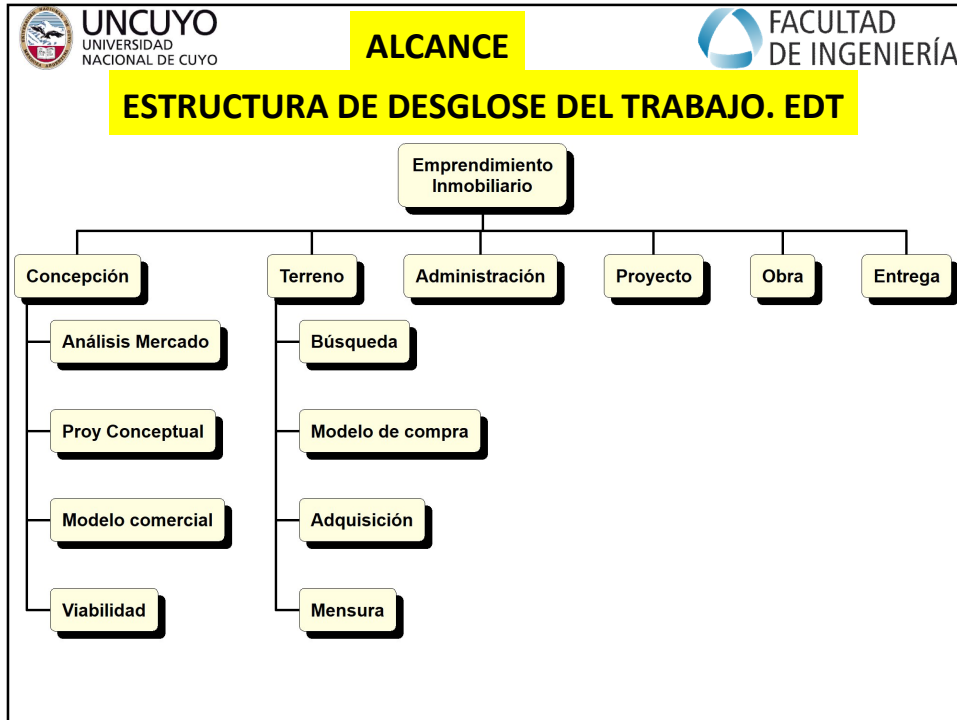 UNCUYO
UNIVERSIDAD
NACIONAL DE CUYO
ALCANCE
FACULTAD
DE INGENIERÍA
ESTRUCTURA DE DESGLOSE DEL TRABAJO. EDT
Emprendimiento
Inmobiliario
Concepción
Terreno
Administración
Proyecto
Obra
Entrega
Análisis Mercado
Búsqueda
Proy Conceptual
Modelo de compra
Modelo comercial
Adquisición
Viabilidad
Mensura